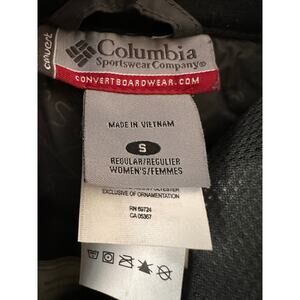 convert
Columbia
Sportswear Company®
CONVERTBOARDWEAR.COM
MADE IN VIETNAM
S
REGULAR/REGULIER
WOMEN'S/FEMMES
POLYESTER
EXCLUSIVE OF ORNAMENTATION
RN 69724
CA 05367